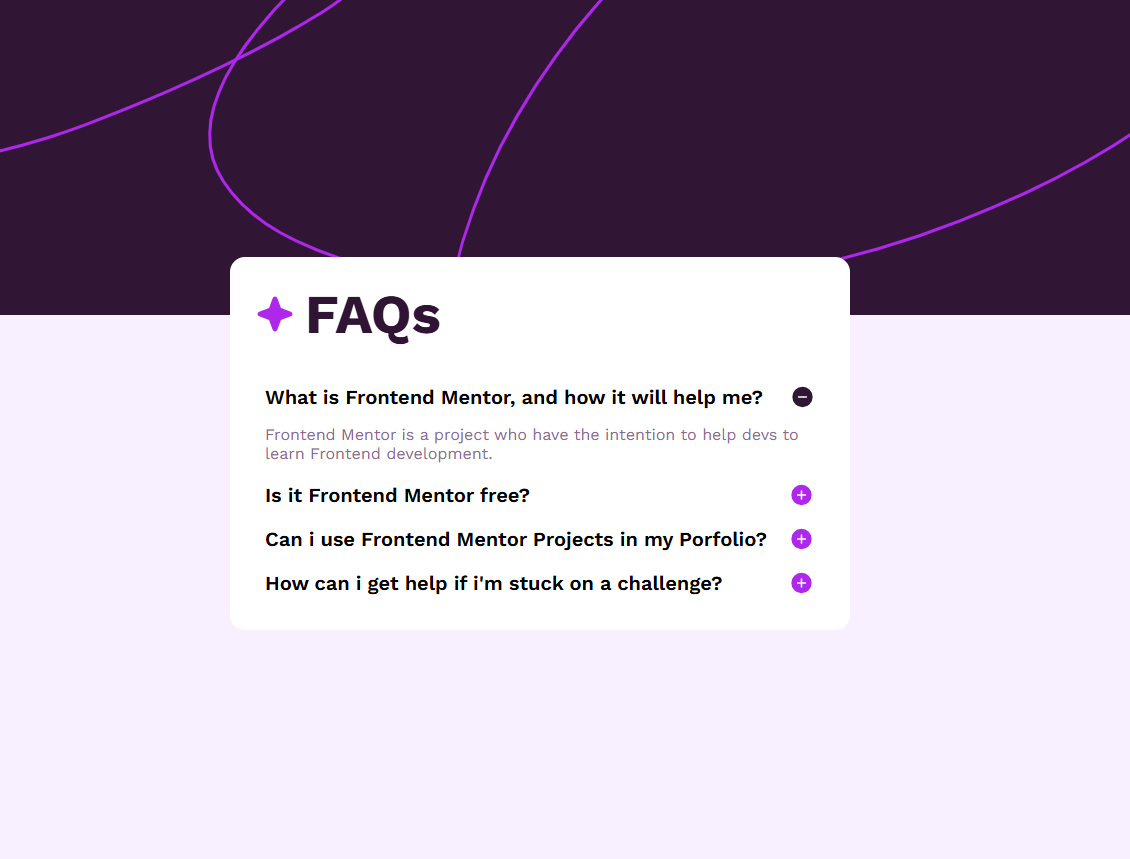 FAQs
What is Frontend Mentor, and how it will help me?
Frontend Mentor is a project who have the intention to help devs to
learn Frontend development.
Is it Frontend Mentor free?
Can i use Frontend Mentor Projects in my Porfolio?
How can i get help if i'm stuck on a challenge?